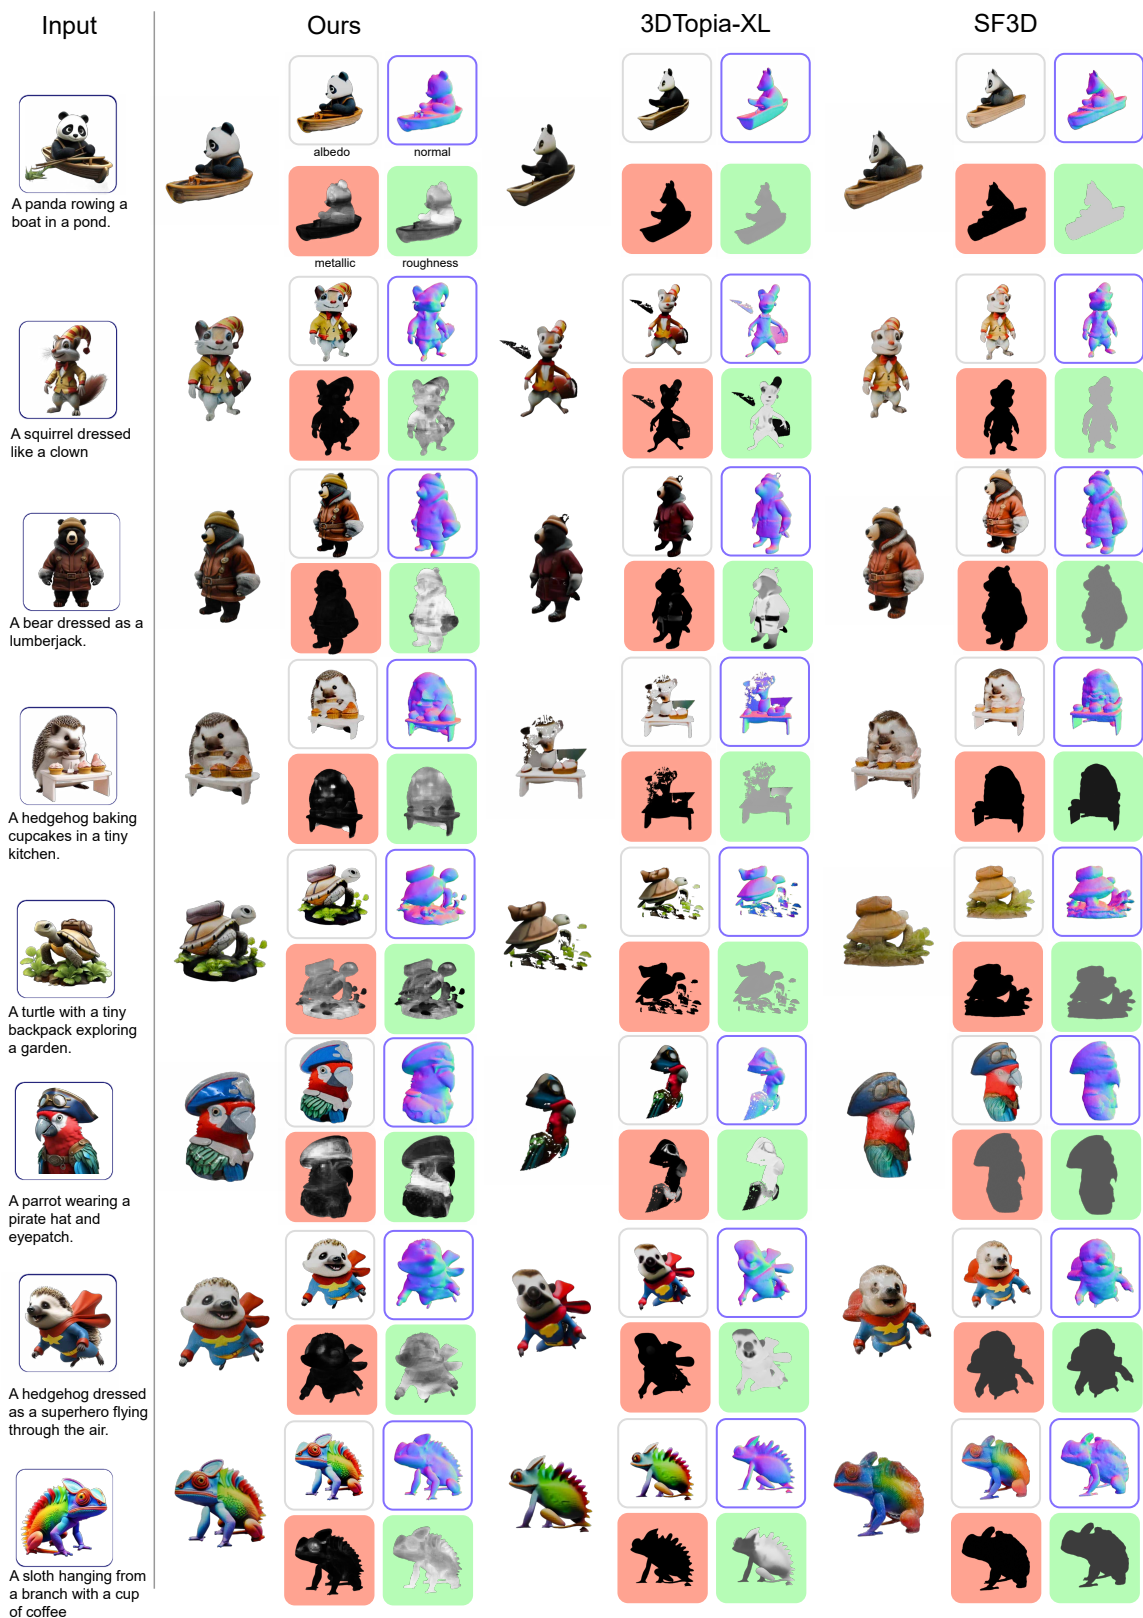 Input
Ours
3DTopia-XL
SF3D
albedo
normal
metallic
roughness
A panda rowing a
boat in a pond.
A squirrel dressed
like a clown
A bear dressed as a
lumberjack.
A hedgehog baking
cupcakes in a tiny
kitchen.
A turtle with a tiny
backpack exploring
a garden.
A parrot wearing a
pirate hat and
eyepatch.
A hedgehog dressed
as a superhero flying
through the air.
A sloth hanging from
a branch with a cup
of coffee